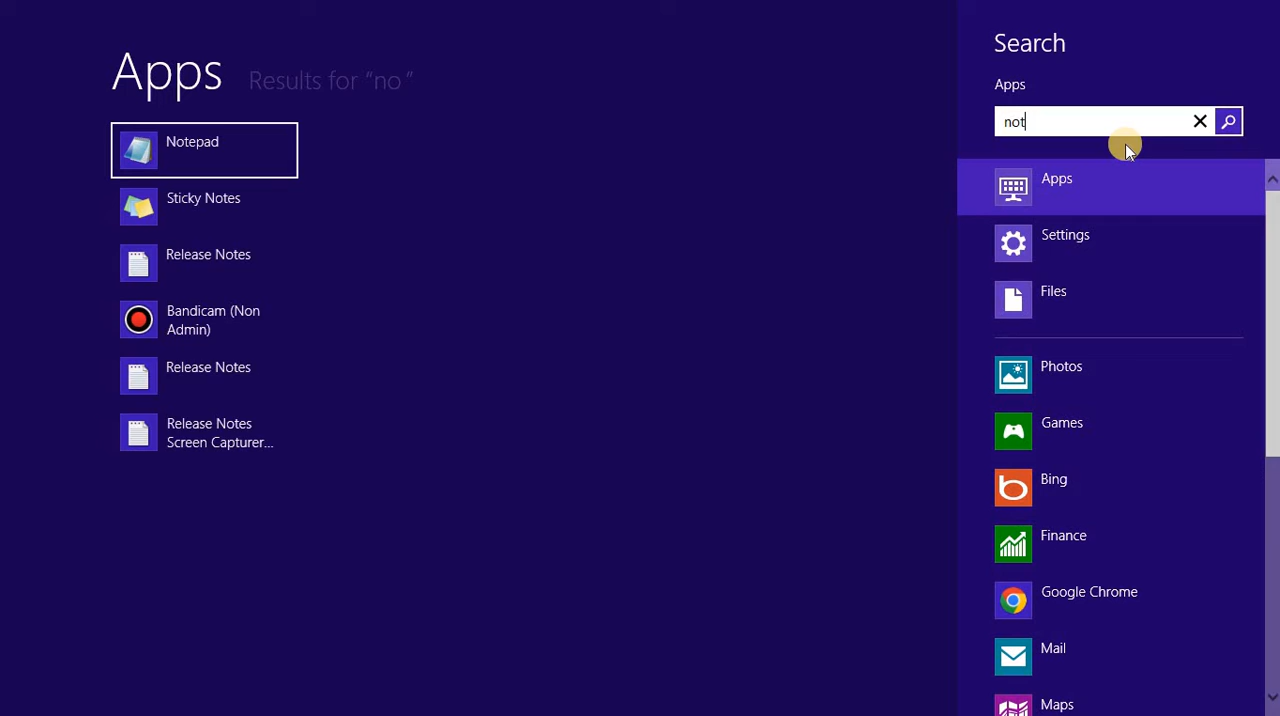 Apps Results for “no ”
Notepad
Sticky Notes
Release Notes
Bandicam (Non
Admin)
Release Notes
Release Notes
Screen Capturer...
Search
Apps
not
Apps
Settings
Files
Photos
Games
Bing
Finance
Google Chrome
Mail
Maps